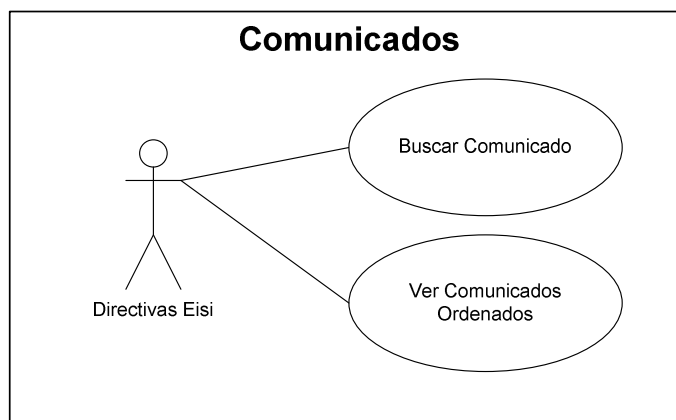 Comunicados
Buscar Comunicado
Ver Comunicados
Ordenados
Directivas Eisi